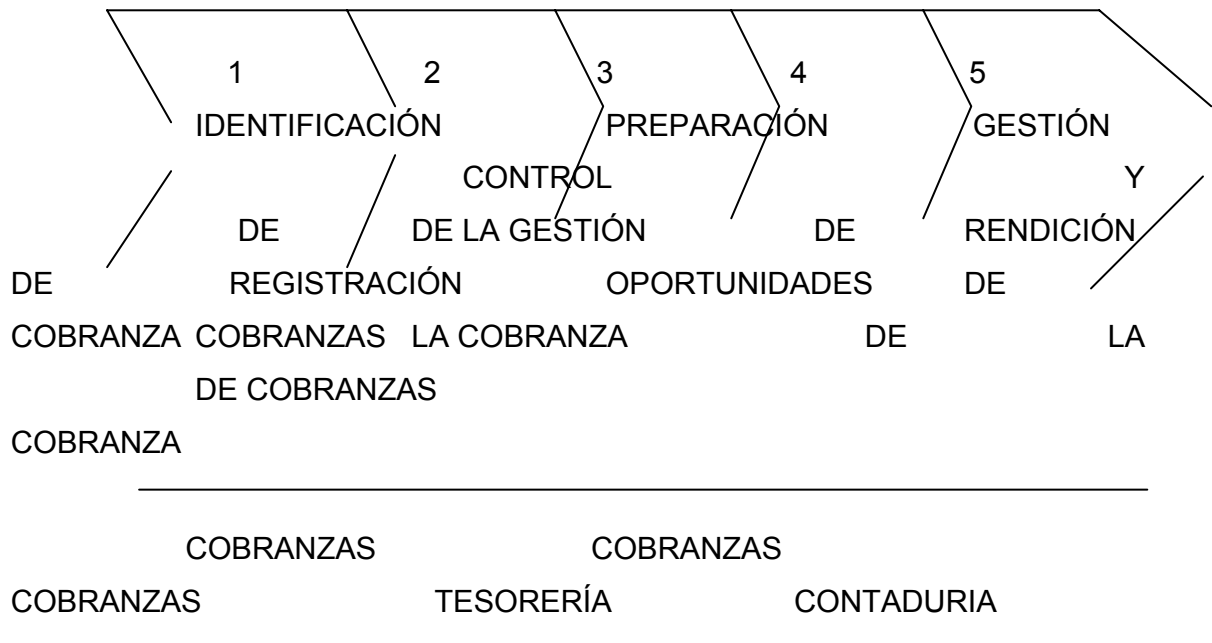 1 2 3 4 5
IDENTIFICACIÓN PREPARACIÓN GESTIÓN
CONTROL Y
DE DE LA GESTIÓN DE RENDICIÓN
DE REGISTRACIÓN OPORTUNIDADES DE
COBRANZA COBRANZAS LA COBRANZA DE LA
DE COBRANZAS
COBRANZA
COBRANZAS COBRANZAS
COBRANZAS TESORERÍA CONTADURIA